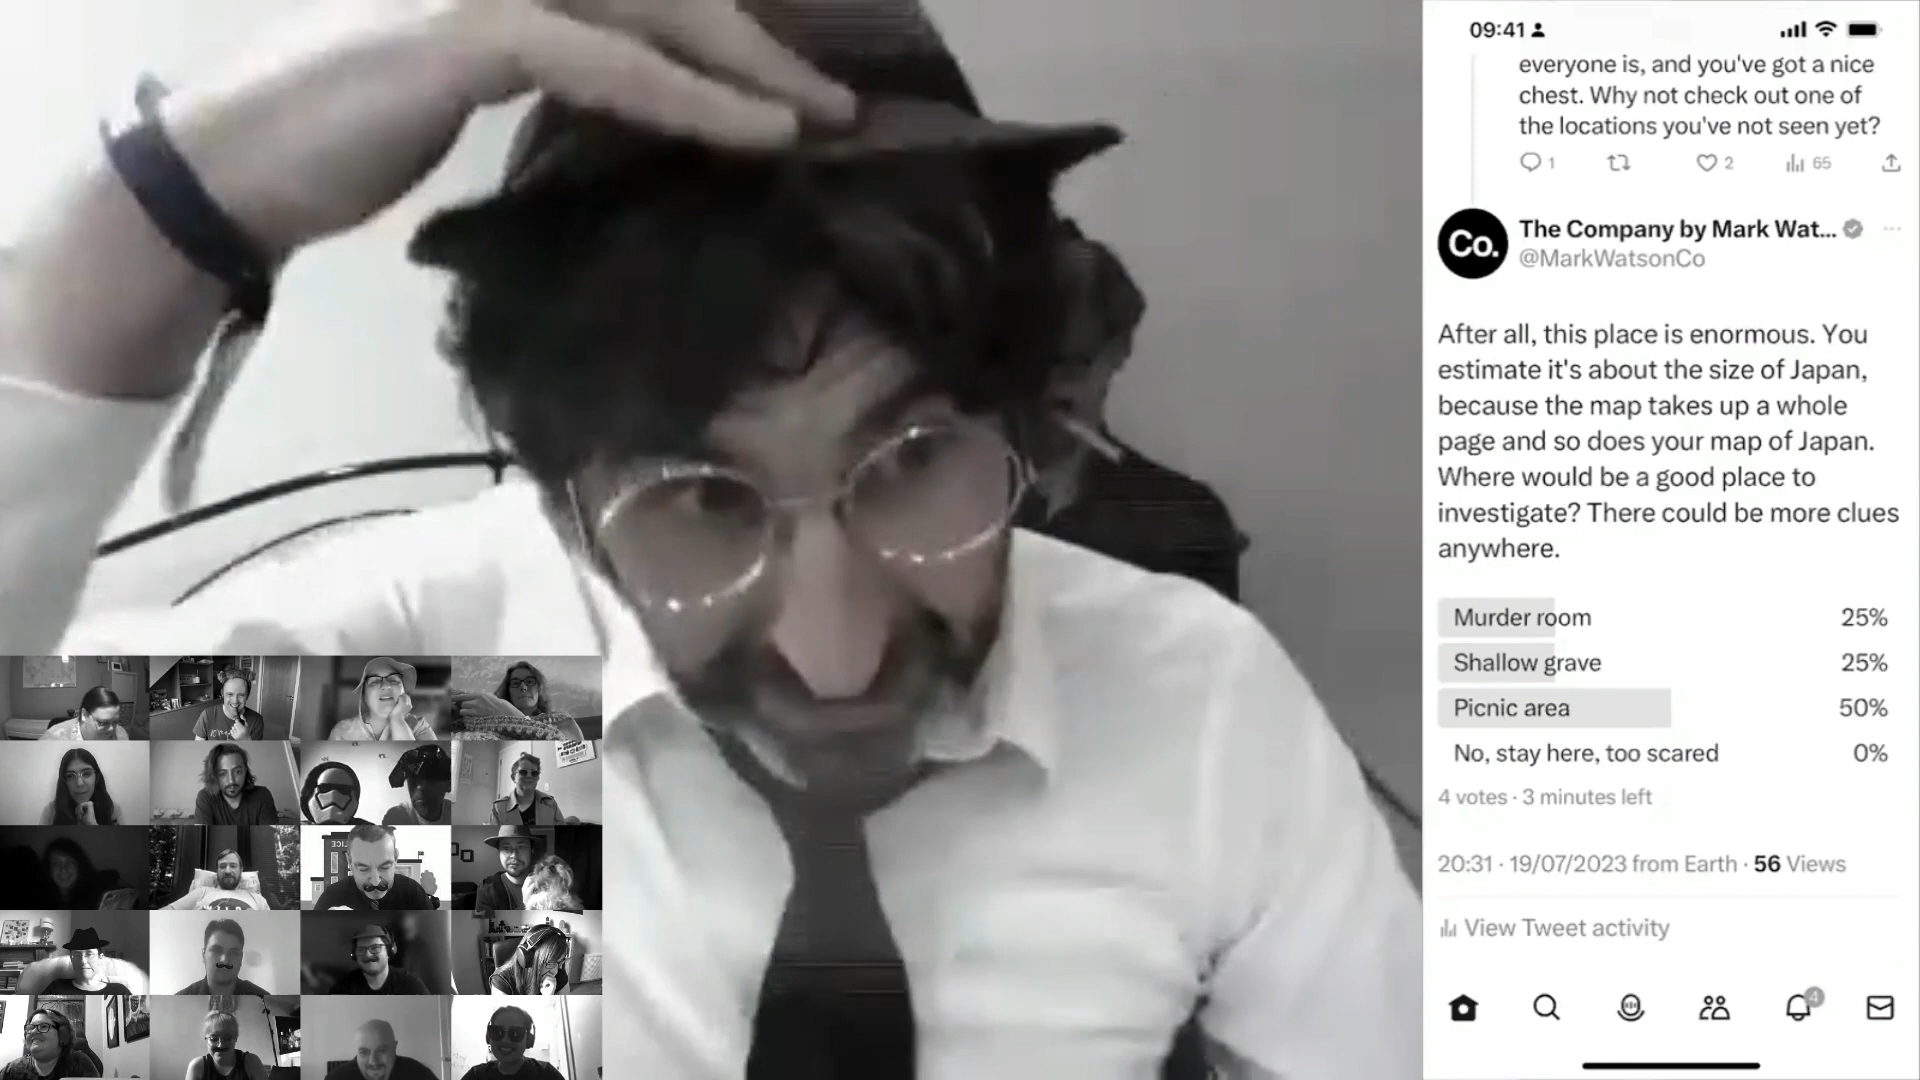 09:41
everyone is, and you've got a nice
chest. Why not check out one of
the locations you've not seen yet?
1 2 65
Co.
The Company by Mark Wat...
@MarkWatsonCo
After all, this place is enormous. You
estimate it's about the size of Japan,
because the map takes up a whole
page and so does your map of Japan.
Where would be a good place to
investigate? There could be more clues
anywhere.
Murder room 25%
Shallow grave 25%
Picnic area 50%
No, stay here, too scared 0%
4 votes · 3 minutes left
20:31 · 19/07/2023 from Earth · 56 Views
View Tweet activity
4